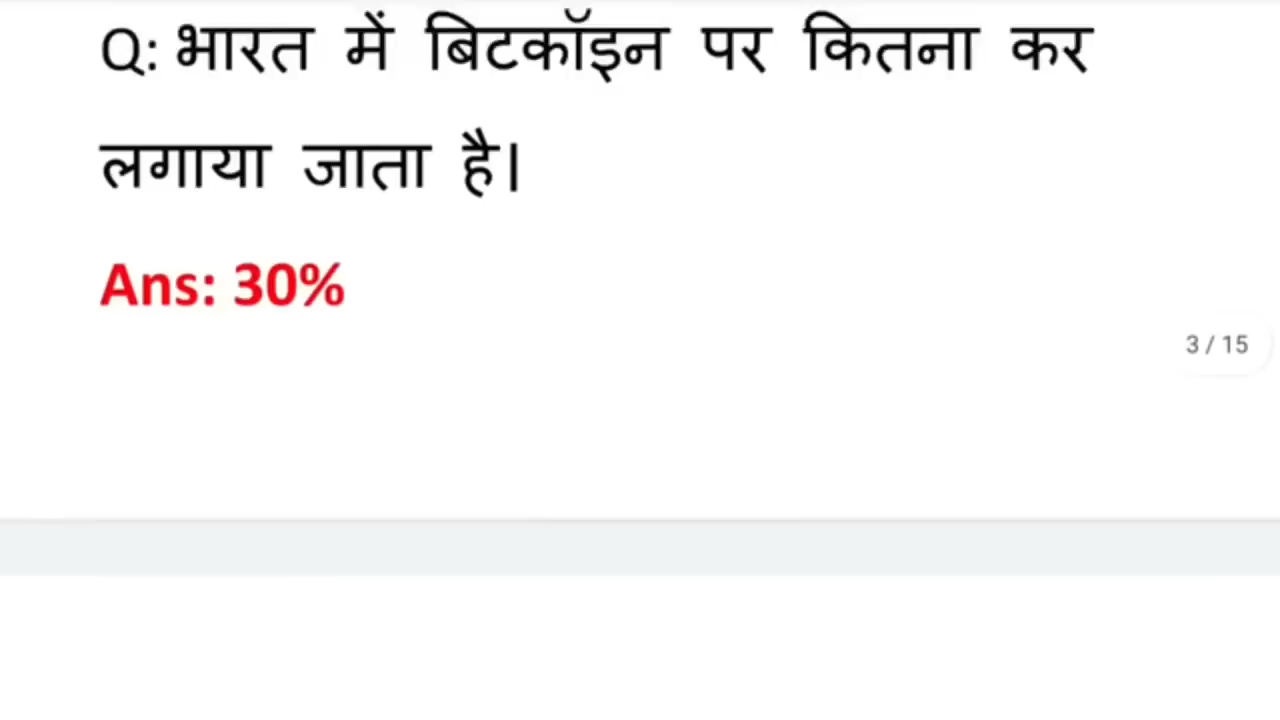 Q: भारत में बिटकॉइन पर कितना कर
लगाया जाता है।
Ans: 30%
3 / 15